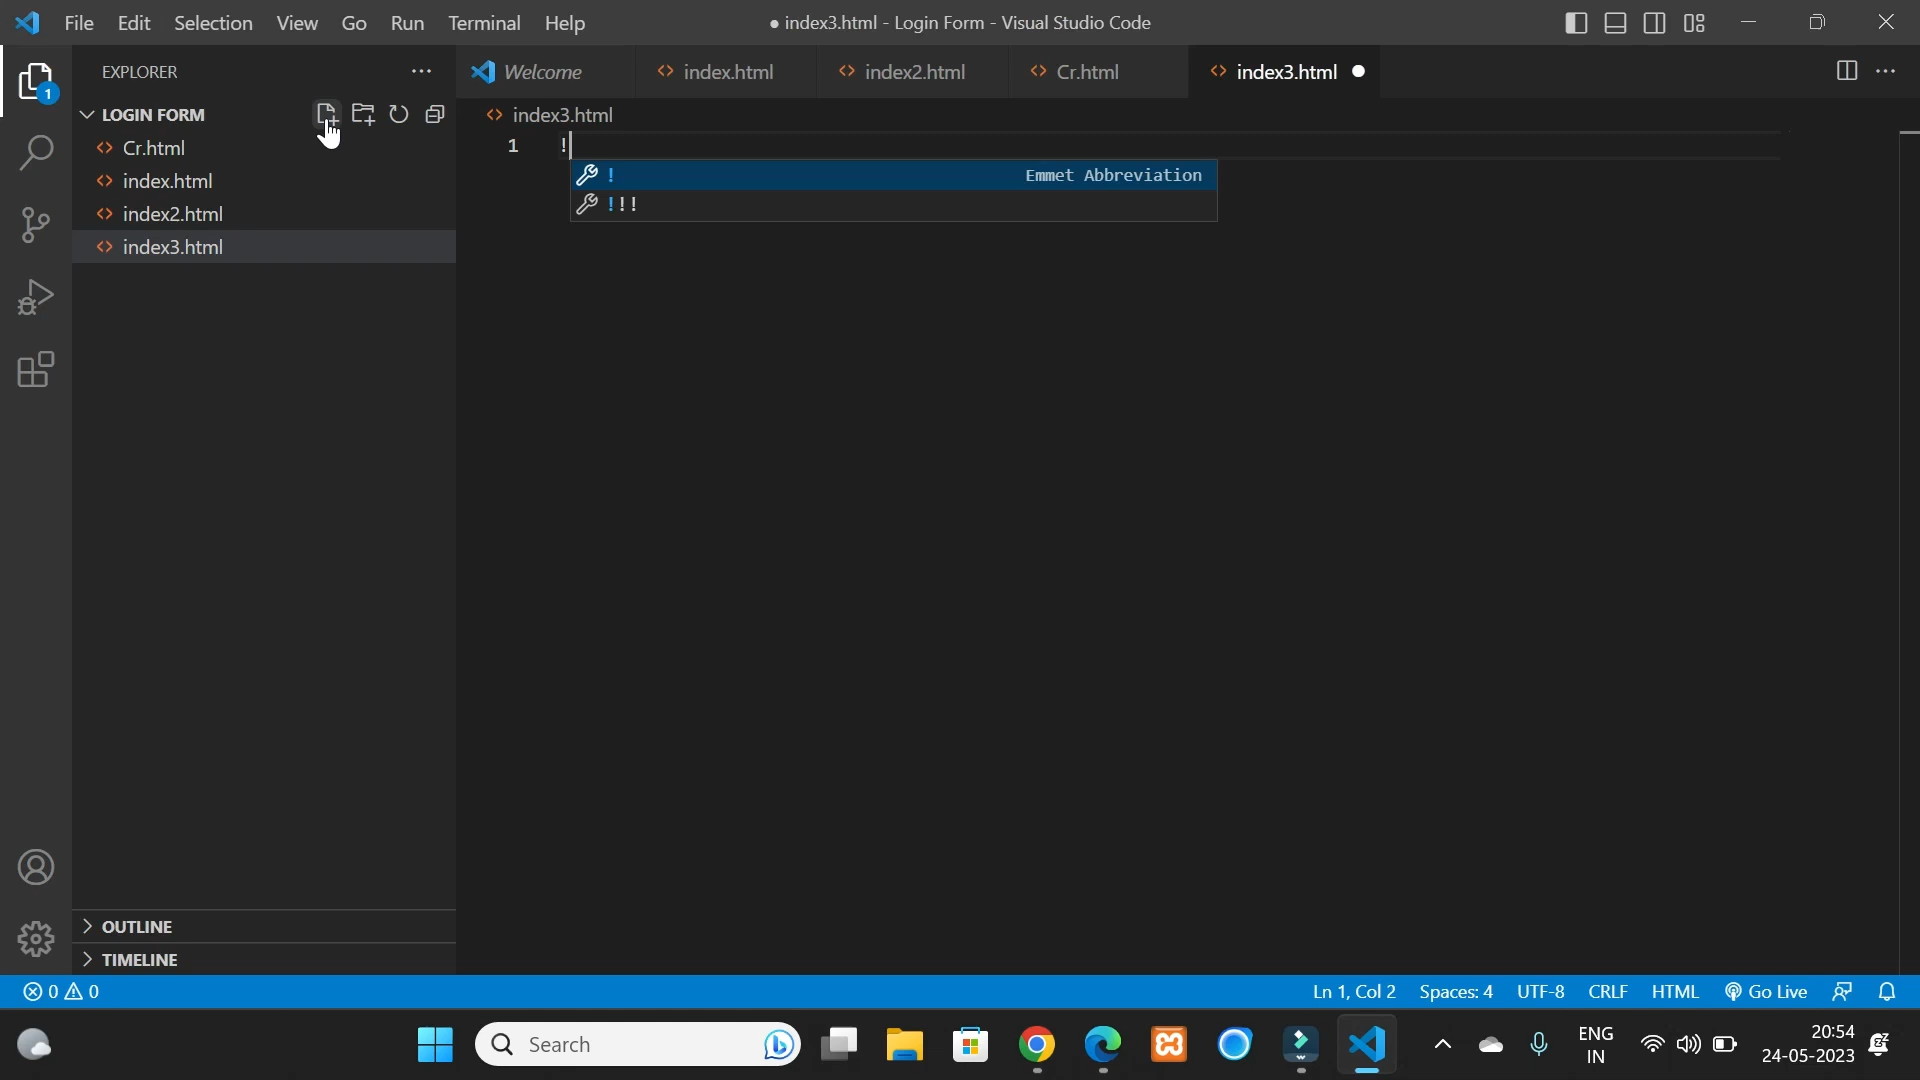 File Edit Selection View Go Run Terminal Help
● index3.html - Login Form - Visual Studio Code
1
EXPLORER
Welcome
index.html
index2.html
Cr.html
index3.html
LOGIN FORM
index3.html
Cr.html
1 !
index.html
! Emmet Abbreviation
index2.html
!!!
index3.html
OUTLINE
TIMELINE
0 0
Ln 1, Col 2 Spaces: 4 UTF-8 CRLF HTML Go Live
Search
ENG
IN
20:54
24-05-2023